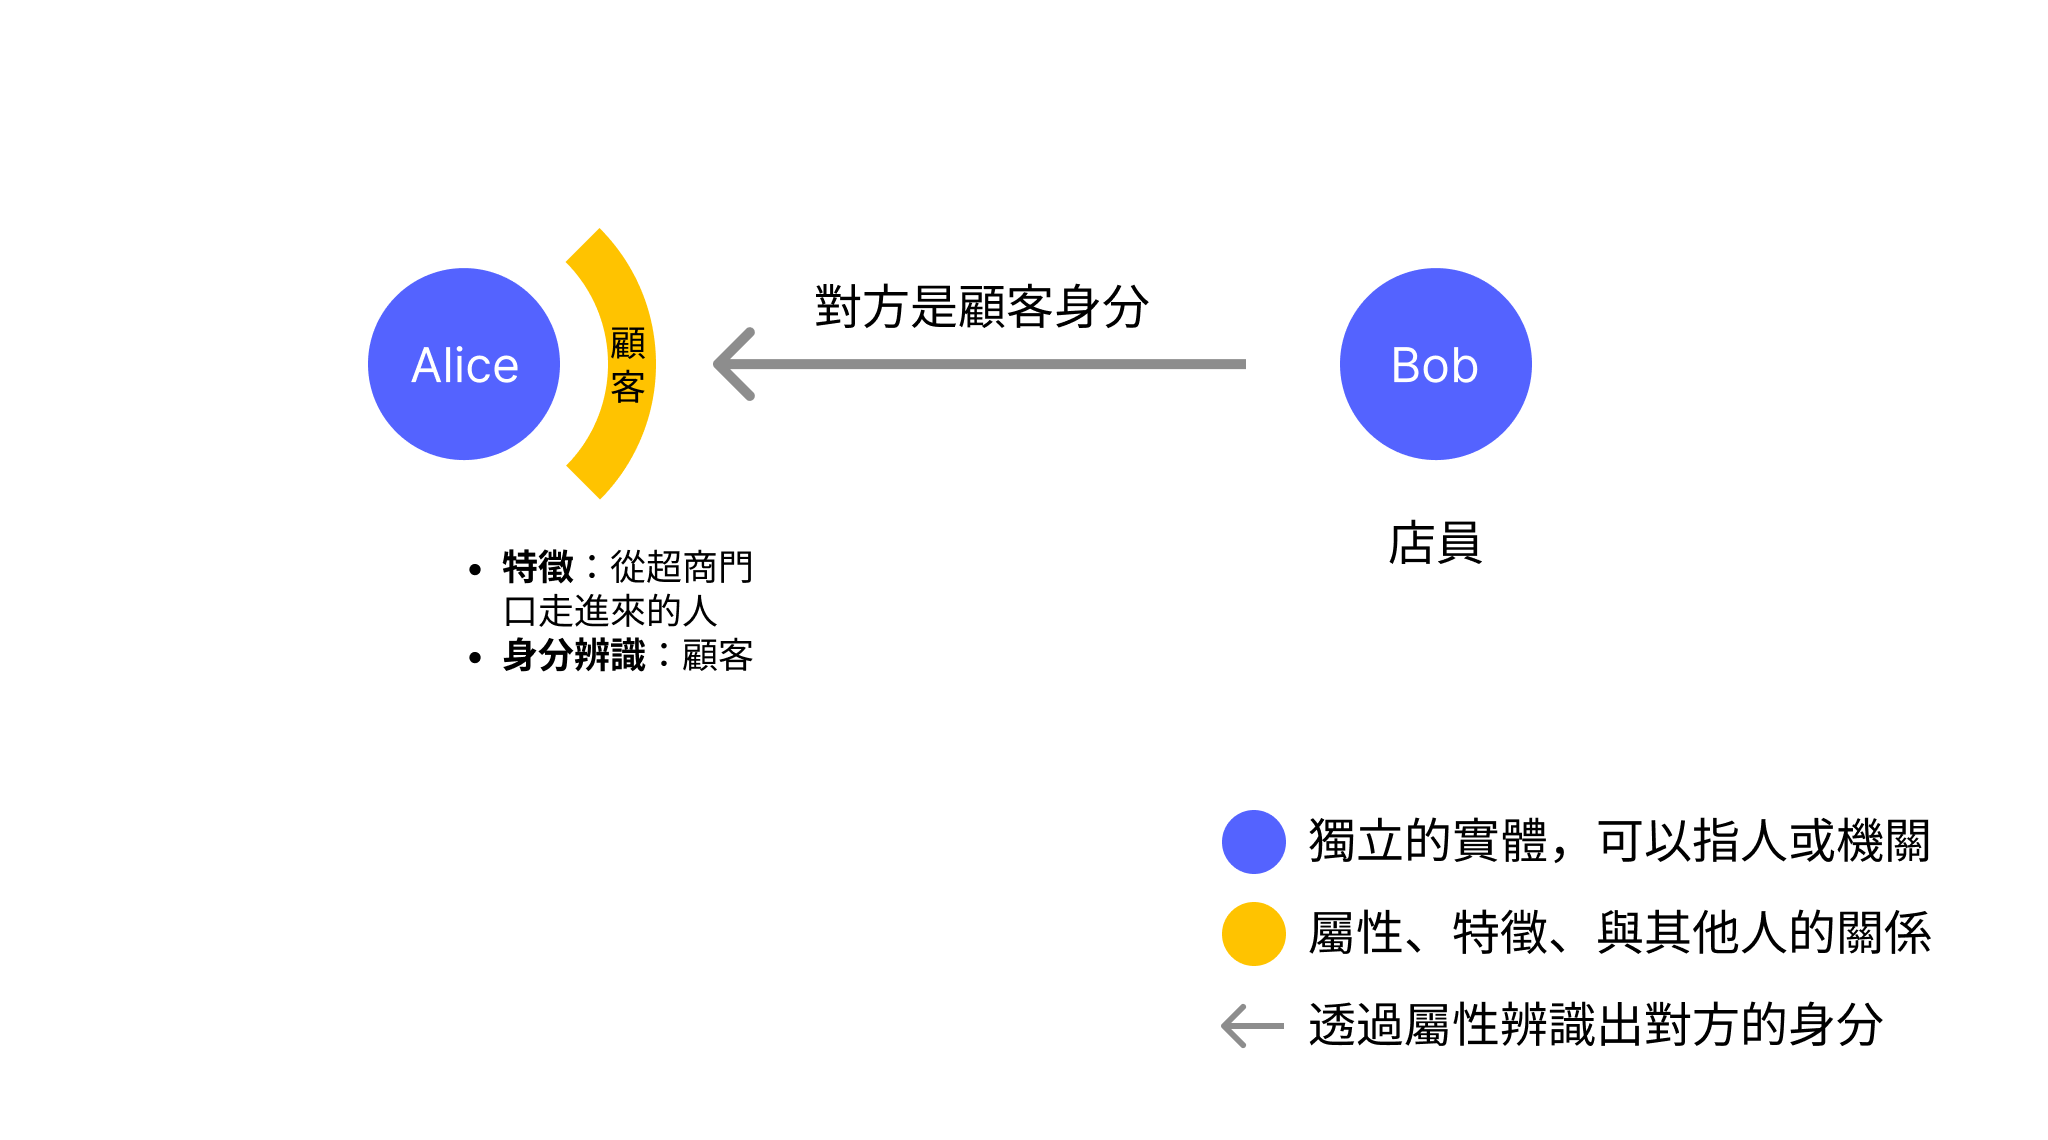 對方是顧客身分
Alice
顧
客
Bob
店員
• 特徵：從超商門
口走進來的人
• 身分辨識：顧客
獨立的實體，可以指人或機關
屬性、特徵、與其他人的關係
透過屬性辨識出對方的身分